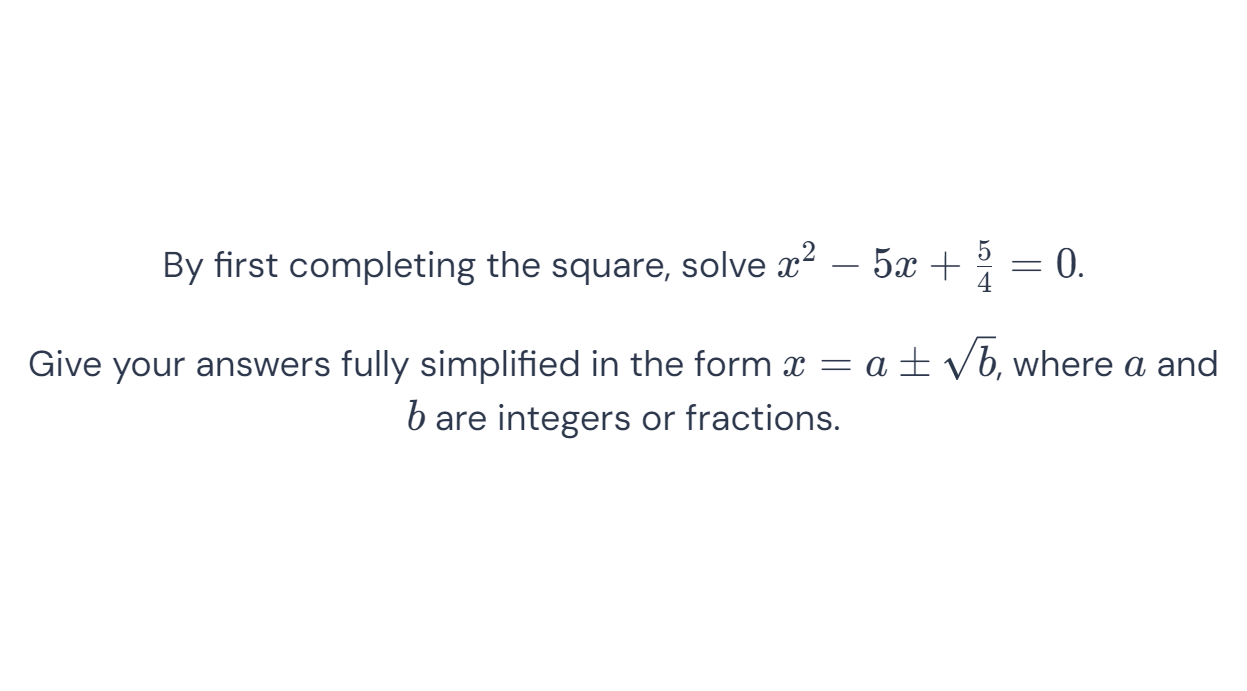 By first completing the square, solve $x^2 - 5x + \frac{5}{4} = 0$.
Give your answers fully simplified in the form $x = a \pm \sqrt{b}$, where $a$ and
$b$ are integers or fractions.